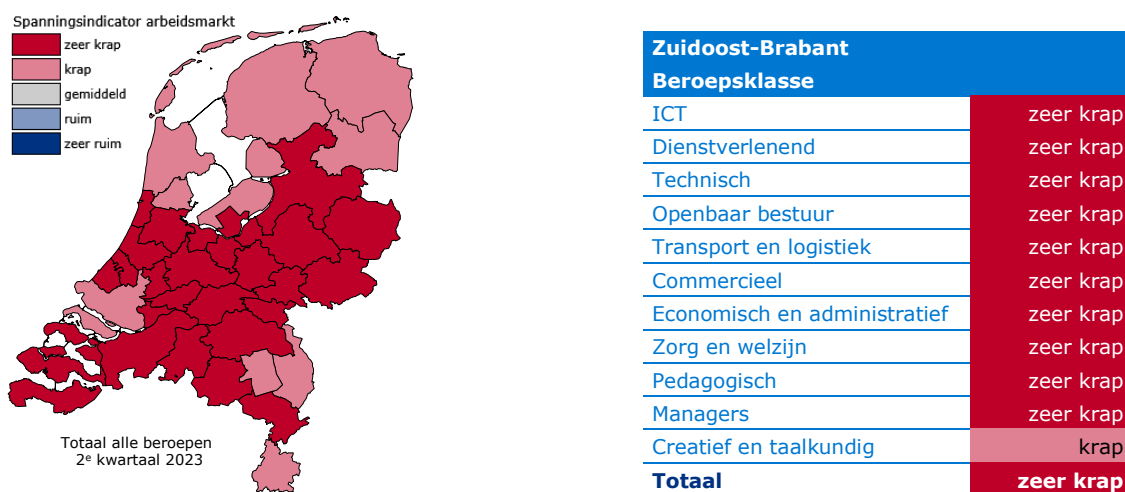 Spanningsindicator arbeidsmarkt
zeer krap
krap
gemiddeld
ruim
zeer ruim
Totaal alle beroepen
2e kwartaal 2023
Zuidoost-Brabant
Beroepsklasse
ICT zeer krap
Dienstverlenend zeer krap
Technisch zeer krap
Openbaar bestuur zeer krap
Transport en logistiek zeer krap
Commercieel zeer krap
Economisch en administratief zeer krap
Zorg en welzijn zeer krap
Pedagogisch zeer krap
Managers zeer krap
Creatief en taalkundig krap
Totaal zeer krap